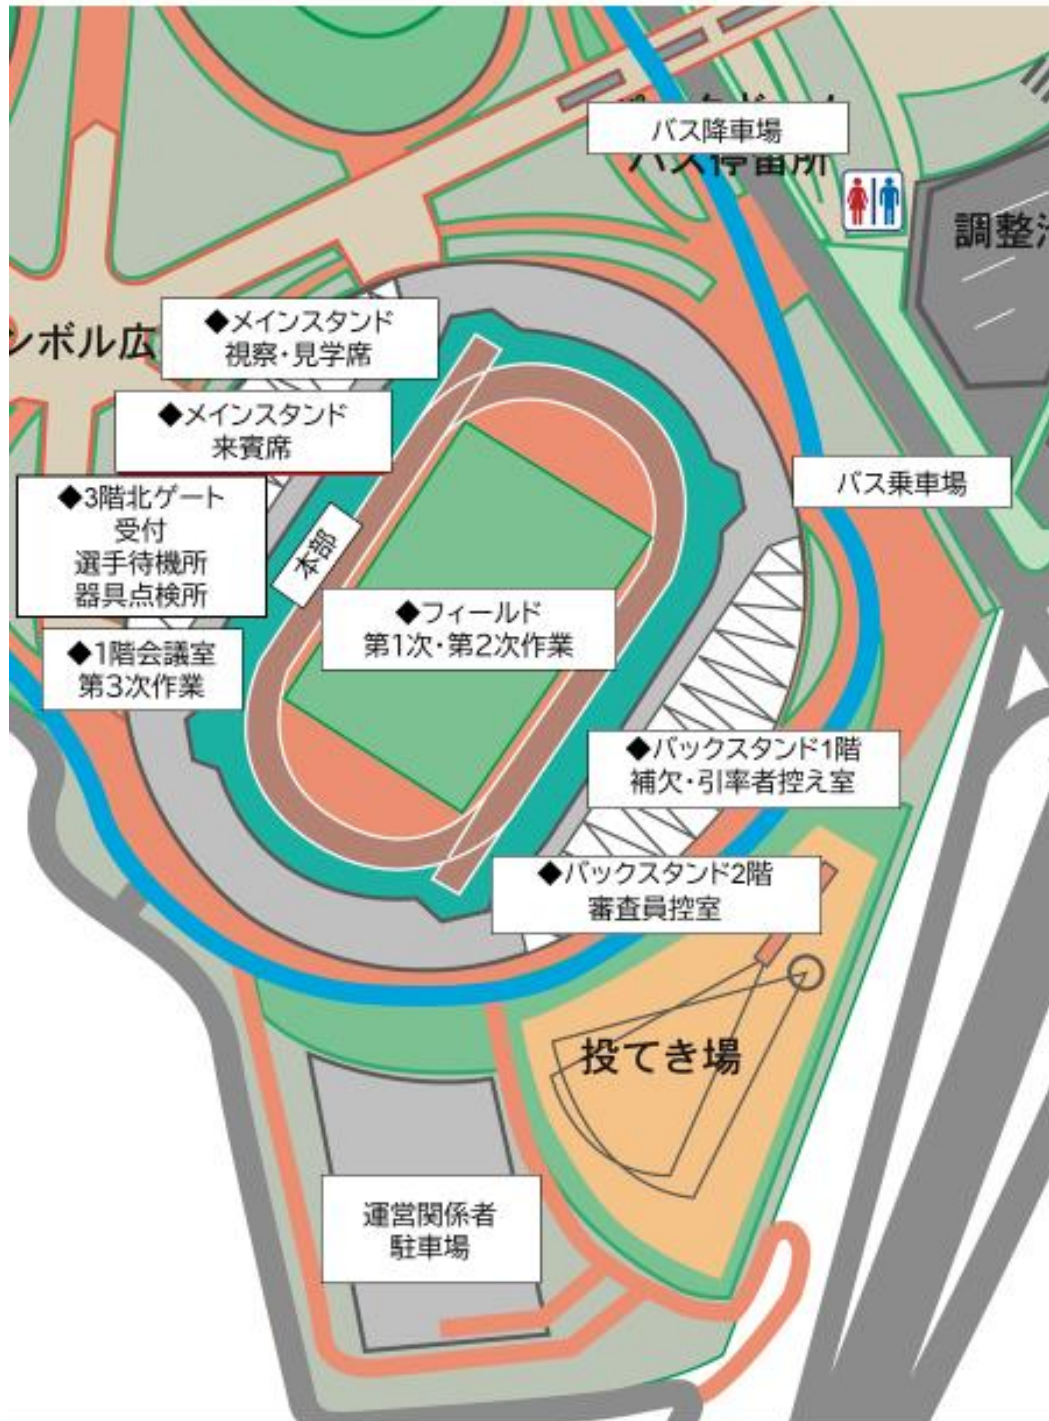 バス降車場
バス停留所
調整
◆メインスタンド
視察・見学席
ンボル広
◆メインスタンド
来賓席
バス乗車場
◆3階北ゲート
受付
選手待機所
器具点検所
本部
◆フィールド
第1次・第2次作業
◆1階会議室
第3次作業
◆バックスタンド1階
補欠・引率者控え室
◆バックスタンド2階
審査員控室
投てき場
運営関係者
駐車場